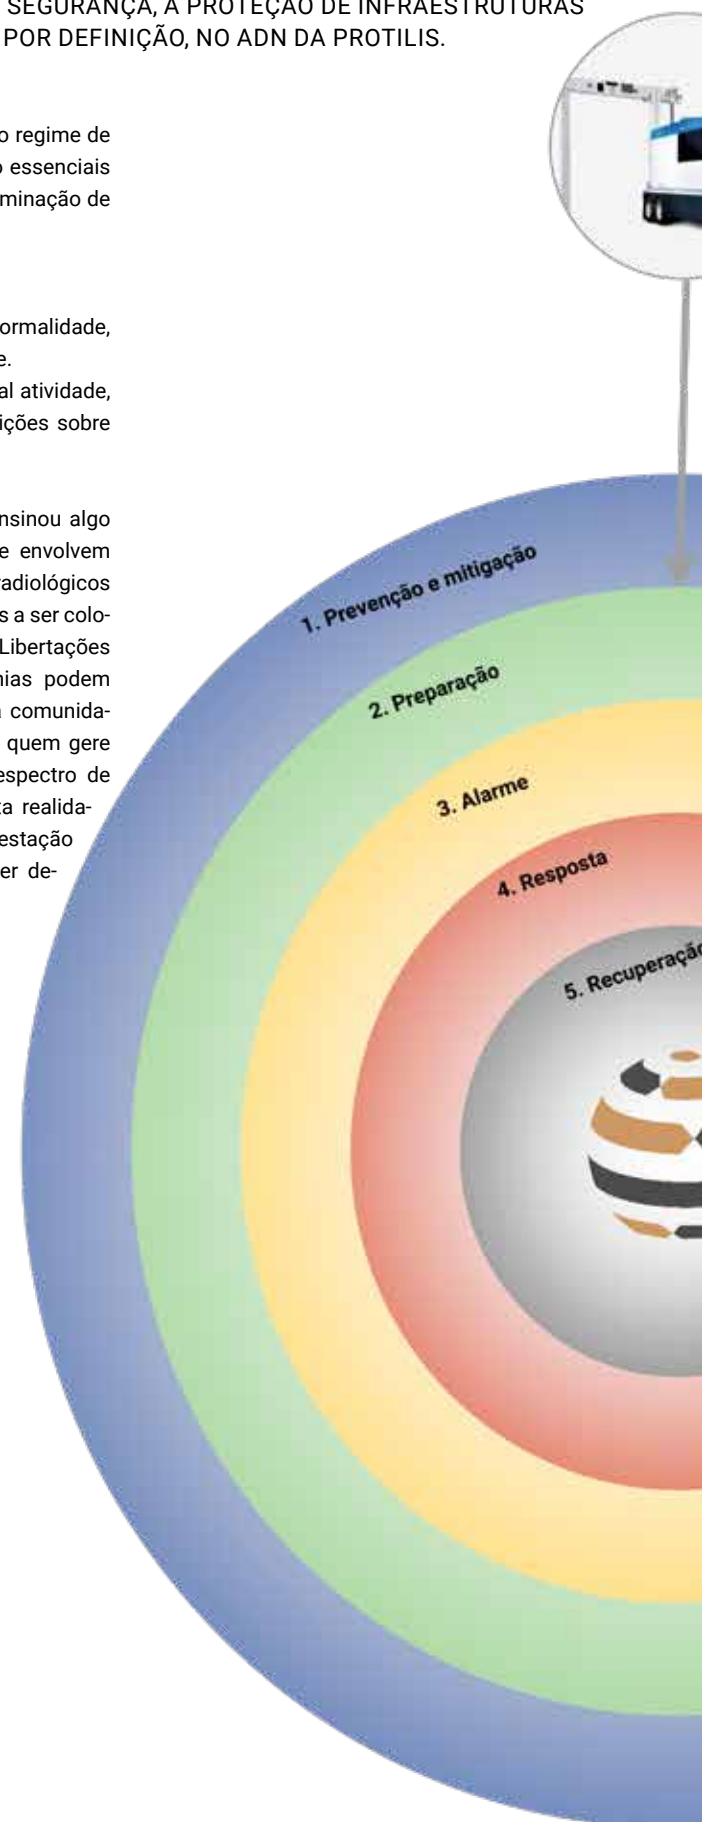 SEGURANÇA, A PROTEÇÃO DE INFRAESTRUTURAS
POR DEFINIÇÃO, NO ADN DA PROTILIS.
o regime de
o essenciais
minação de
ormalidade,
e.
al atividade,
ições sobre
nsinou algo
e envolvem
radiológicos
s a ser colo-
Libertações
nias podem
a comunida-
quem gere
espectro de
ta realida-
estação
er de-
1. Prevenção e mitigação
2. Preparação
3. Alarme
4. Resposta
5. Recuperação